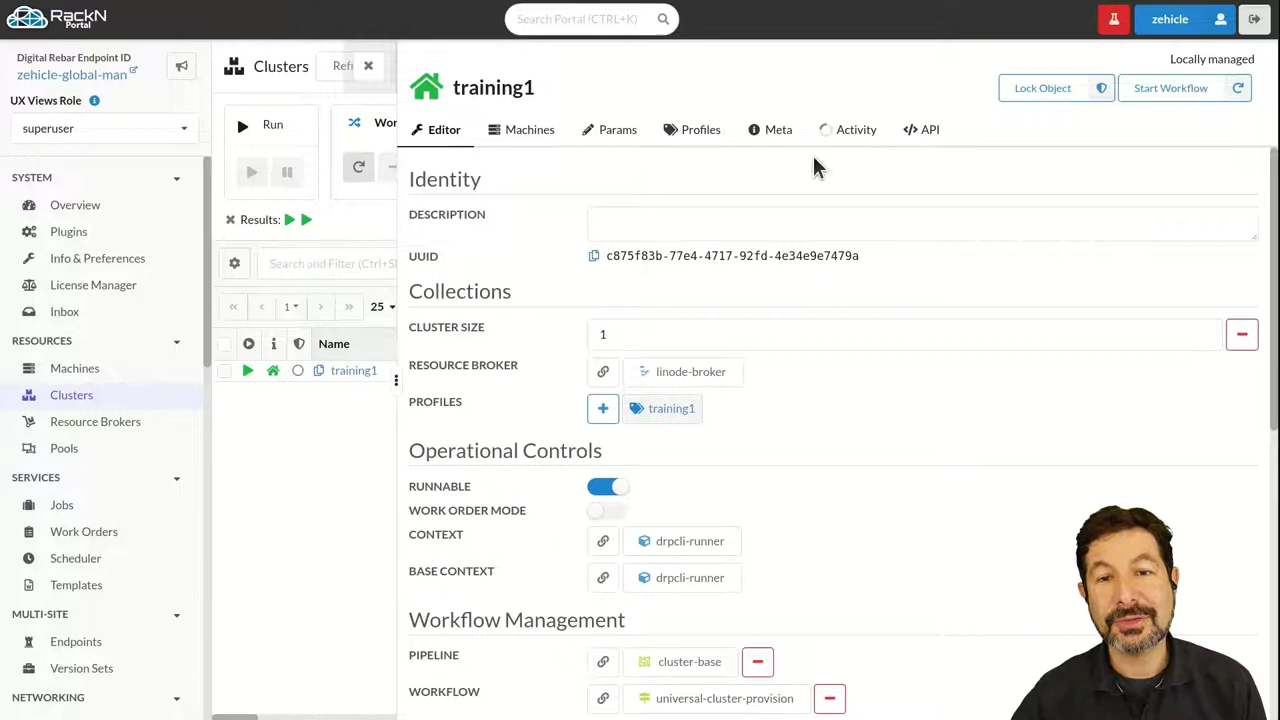 RackN
Portal
Search Portal (CTRL+K)
zehicle
Digital Rebar Endpoint ID
zehicle-global-man
UX Views Role
superuser
SYSTEM
Overview
Plugins
Info & Preferences
License Manager
Inbox
RESOURCES
Machines
Clusters
Resource Brokers
Pools
SERVICES
Jobs
Work Orders
Scheduler
Templates
MULTI-SITE
Endpoints
Version Sets
NETWORKING
Clusters
Refr
Run
Wor
Results:
Search and Filter (Ctrl+S
1
25
Name
training1
Locally managed
training1
Lock Object
Start Workflow
Editor
Machines
Params
Profiles
Meta
Activity
API
Identity
DESCRIPTION
UUID
c875f83b-77e4-4717-92fd-4e34e9e7479a
Collections
CLUSTER SIZE
1
RESOURCE BROKER
linode-broker
PROFILES
training1
Operational Controls
RUNNABLE
WORK ORDER MODE
CONTEXT
drpcli-runner
BASE CONTEXT
drpcli-runner
Workflow Management
PIPELINE
cluster-base
WORKFLOW
universal-cluster-provision